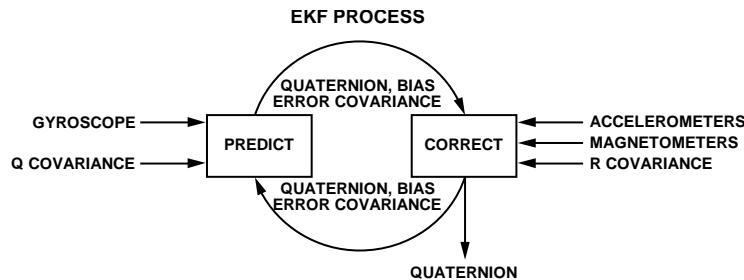 EKF PROCESS
QUATERNION, BIAS
ERROR COVARIANCE
GYROSCOPE
Q COVARIANCE
PREDICT
CORRECT
ACCELEROMETERS
MAGNETOMETERS
R COVARIANCE
QUATERNION, BIAS
ERROR COVARIANCE
QUATERNION